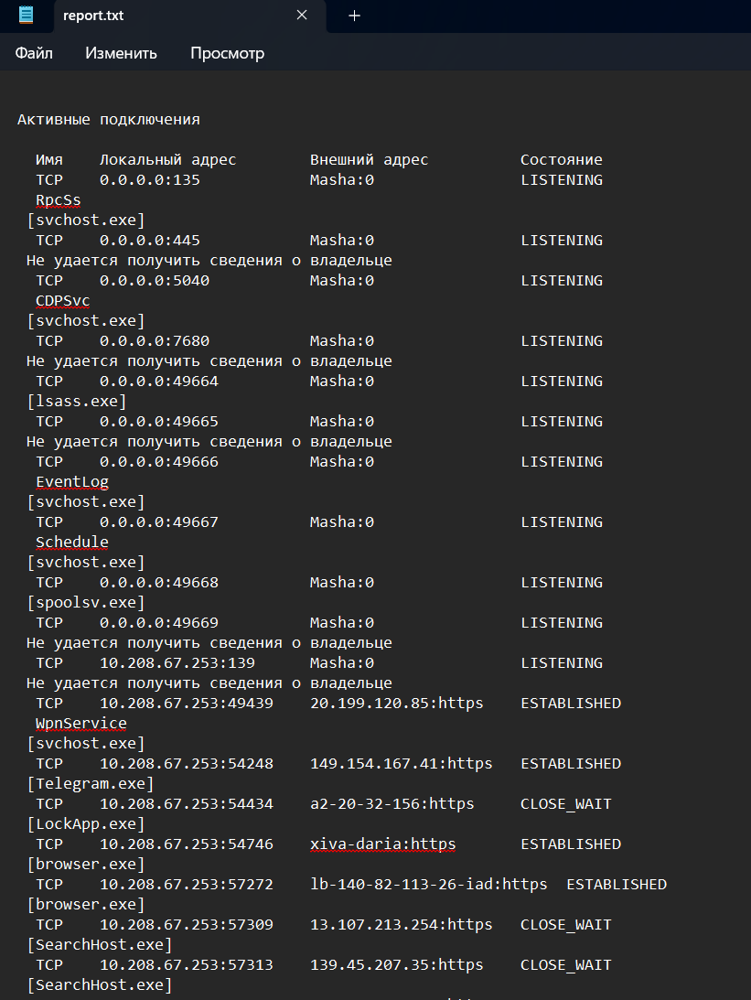 report.txt
Файл Изменить Просмотр
Активные подключения
Имя Локальный адрес Внешний адрес Состояние
TCP 0.0.0.0:135 Masha:0 LISTENING
RpcSs
[svchost.exe]
TCP 0.0.0.0:445 Masha:0 LISTENING
Не удается получить сведения о владельце
TCP 0.0.0.0:5040 Masha:0 LISTENING
CDPSvc
[svchost.exe]
TCP 0.0.0.0:7680 Masha:0 LISTENING
Не удается получить сведения о владельце
TCP 0.0.0.0:49664 Masha:0 LISTENING
[lsass.exe]
TCP 0.0.0.0:49665 Masha:0 LISTENING
Не удается получить сведения о владельце
TCP 0.0.0.0:49666 Masha:0 LISTENING
EventLog
[svchost.exe]
TCP 0.0.0.0:49667 Masha:0 LISTENING
Schedule
[svchost.exe]
TCP 0.0.0.0:49668 Masha:0 LISTENING
[spoolsv.exe]
TCP 0.0.0.0:49669 Masha:0 LISTENING
Не удается получить сведения о владельце
TCP 10.208.67.253:139 Masha:0 LISTENING
Не удается получить сведения о владельце
TCP 10.208.67.253:49439 20.199.120.85:https ESTABLISHED
WpnService
[svchost.exe]
TCP 10.208.67.253:54248 149.154.167.41:https ESTABLISHED
[Telegram.exe]
TCP 10.208.67.253:54434 a2-20-32-156:https CLOSE_WAIT
[LockApp.exe]
TCP 10.208.67.253:54746 xiva-daria:https ESTABLISHED
[browser.exe]
TCP 10.208.67.253:57272 lb-140-82-113-26-iad:https ESTABLISHED
[browser.exe]
TCP 10.208.67.253:57309 13.107.213.254:https CLOSE_WAIT
[SearchHost.exe]
TCP 10.208.67.253:57313 139.45.207.35:https CLOSE_WAIT
[SearchHost.exe]